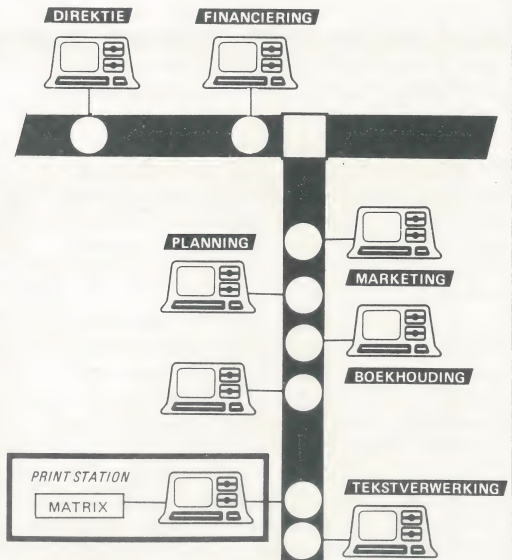 DIREKTIE
FINANCIERING
PLANNING
MARKETING
BOEKHOUDING
PRINT STATION
MATRIX
TEKSTVERWERKING